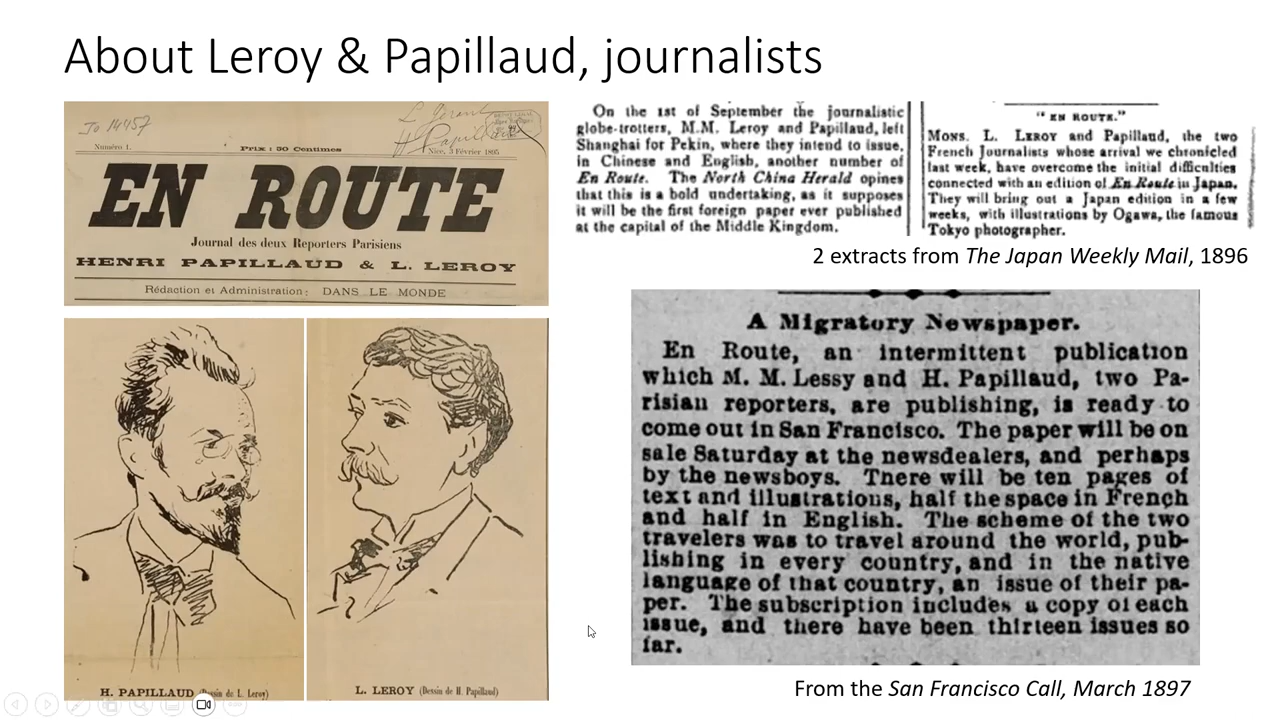 About Leroy & Papillaud, journalists
Jo 14457
Numéro 1.
Prix : 50 Centimes
Nice, 3 Février 1895
EN ROUTE
Journal des deux Reporters Parisiens
HENRI PAPILLAUD & L. LEROY
Rédaction et Administration : DANS LE MONDE
H. PAPILLAUD (Dessin de L. Leroy)
L. LEROY (Dessin de H. Papillaud)
On the 1st of September the journalistic
globe-trotters, M.M. Leroy and Papillaud, left
Shanghai for Pekin, where they intend to issue,
in Chinese and English, another number of
En Route. The North China Herald opines
that this is a bold undertaking, as it supposes
it will be the first foreign paper ever published
at the capital of the Middle Kingdom.
"EN ROUTE."
MONS. L. LEROY and Papillaud, the two
French Journalists whose arrival we chronicled
last week, have overcome the initial difficulties
connected with an edition of En Route in Japan.
They will bring out a Japan edition in a few
weeks, with illustrations by Ogawa, the famous
Tokyo photographer.
2 extracts from The Japan Weekly Mail, 1896
A Migratory Newspaper.
En Route, an intermittent publication
which M. M. Lessy and H. Papillaud, two Pa-
risian reporters, are publishing, is ready to
come out in San Francisco. The paper will be on
sale Saturday at the newsdealers, and perhaps
by the newsboys. There will be ten pages of
text and illustrations, half the space in French
and half in English. The scheme of the two
travelers was to travel around the world, pub-
lishing in every country, and in the native
language of that country, an issue of their pa-
per. The subscription includes a copy of each
issue, and there have been thirteen issues so
far.
From the San Francisco Call, March 1897